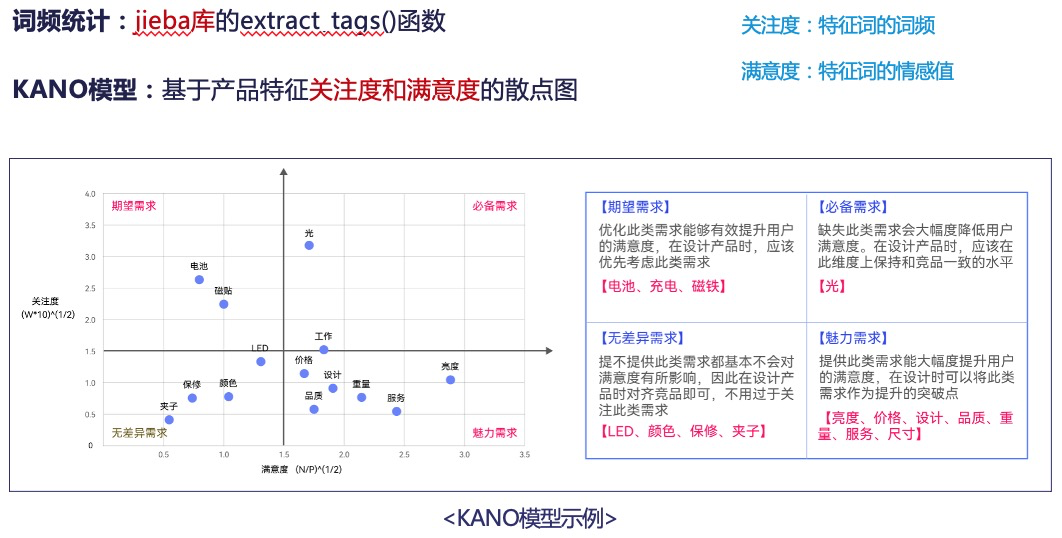 词频统计：jieba库的extract_tags()函数
关注度：特征词的词频
满意度：特征词的情感值
KANO模型：基于产品特征关注度和满意度的散点图
4.0
3.5
3.0
2.5
2.0
1.5
1.0
0.5
0
关注度
(W*10)^(1/2)
期望需求
必备需求
光
电池
磁贴
LED
工作
价格
亮度
保修
颜色
设计
重量
夹子
品质
服务
无差异需求
魅力需求
0.5
1.0
1.5
2.0
2.5
3.0
3.5
满意度 (N/P)^(1/2)
【期望需求】
优化此类需求能够有效提升用户
的满意度，在设计产品时，应该
优先考虑此类需求
【电池、充电、磁铁】
【必备需求】
缺失此类需求会大幅度降低用户
满意度。在设计产品时，应该在
此维度上保持和竞品一致的水平
【光】
【无差异需求】
提不提供此类需求都基本不会对
满意度有所影响，因此在设计产
品时对齐竞品即可，不用过于关
注此类需求
【LED、颜色、保修、夹子】
【魅力需求】
提供此类需求能大幅度提升用户
的满意度，在设计时可以将此类
需求作为提升的突破点
【亮度、价格、设计、品质、重
量、服务、尺寸】
<KANO模型示例>